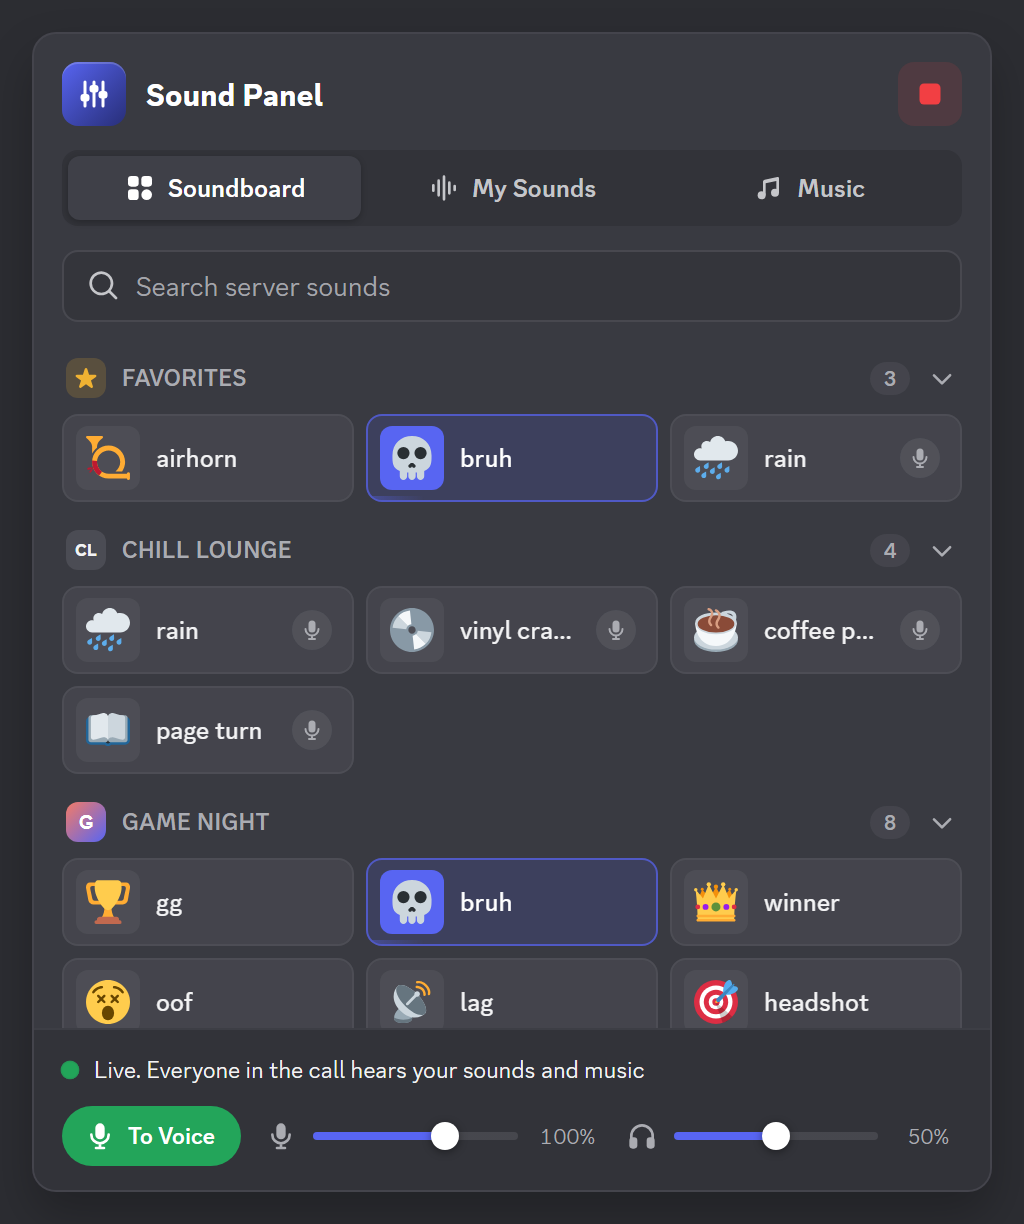 Sound Panel
Soundboard
My Sounds
Music
Search server sounds
FAVORITES
3
airhorn
bruh
rain
CL
CHILL LOUNGE
4
rain
vinyl cra...
coffee p...
page turn
G
GAME NIGHT
8
gg
bruh
winner
oof
lag
headshot
Live. Everyone in the call hears your sounds and music
To Voice
100%
50%